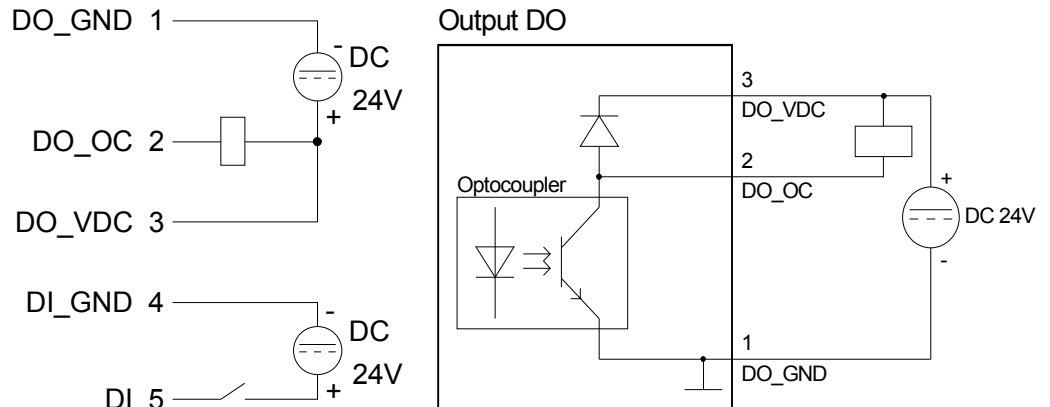 DO_GND 1
- DC
24V
+
DO_OC 2
DO_VDC 3
DI_GND 4
- DC
24V
+
DI 5
Output DO
3
DO_VDC
2
DO_OC
Optocoupler
+
DC 24V
-
1
DO_GND